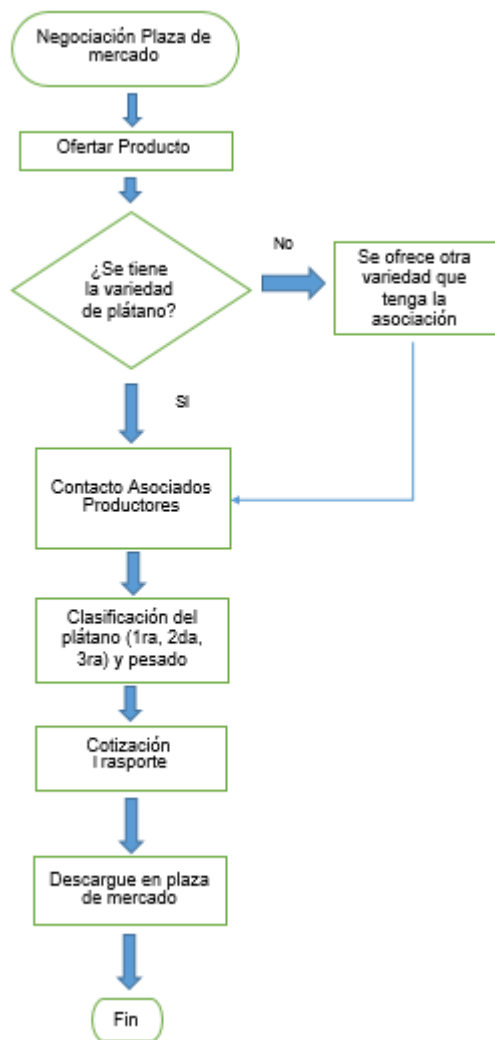 Negociación Plaza de
mercado
Ofertar Producto
¿Se tiene
la variedad
de plátano?
No
Se ofrece otra
variedad que
tenga la
asociación
SI
Contacto Asociados
Productores
Clasificación del
plátano (1ra, 2da,
3ra) y pesado
Cotización
Trasporte
Descargue en plaza
de mercado
Fin